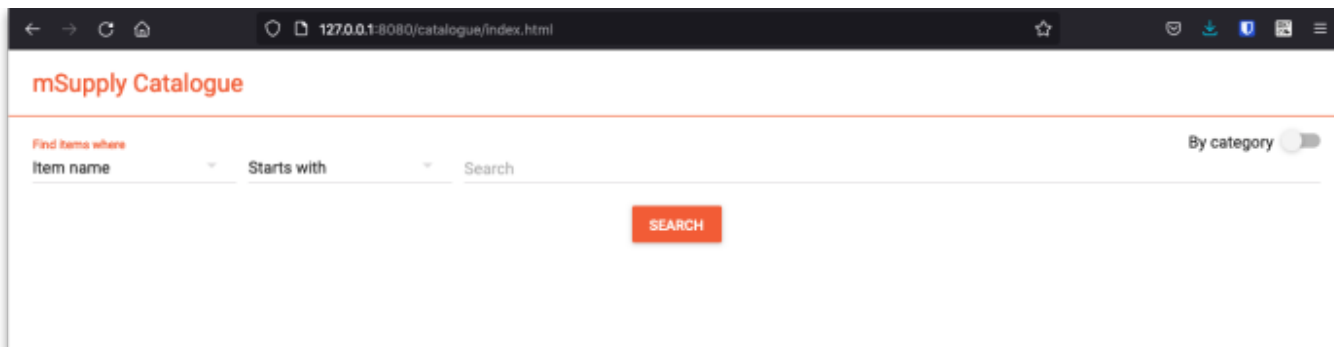 127.0.0.1:8080/catalogue/index.html
mSupply Catalogue
Find items where
By category
Item name
Starts with
Search
SEARCH